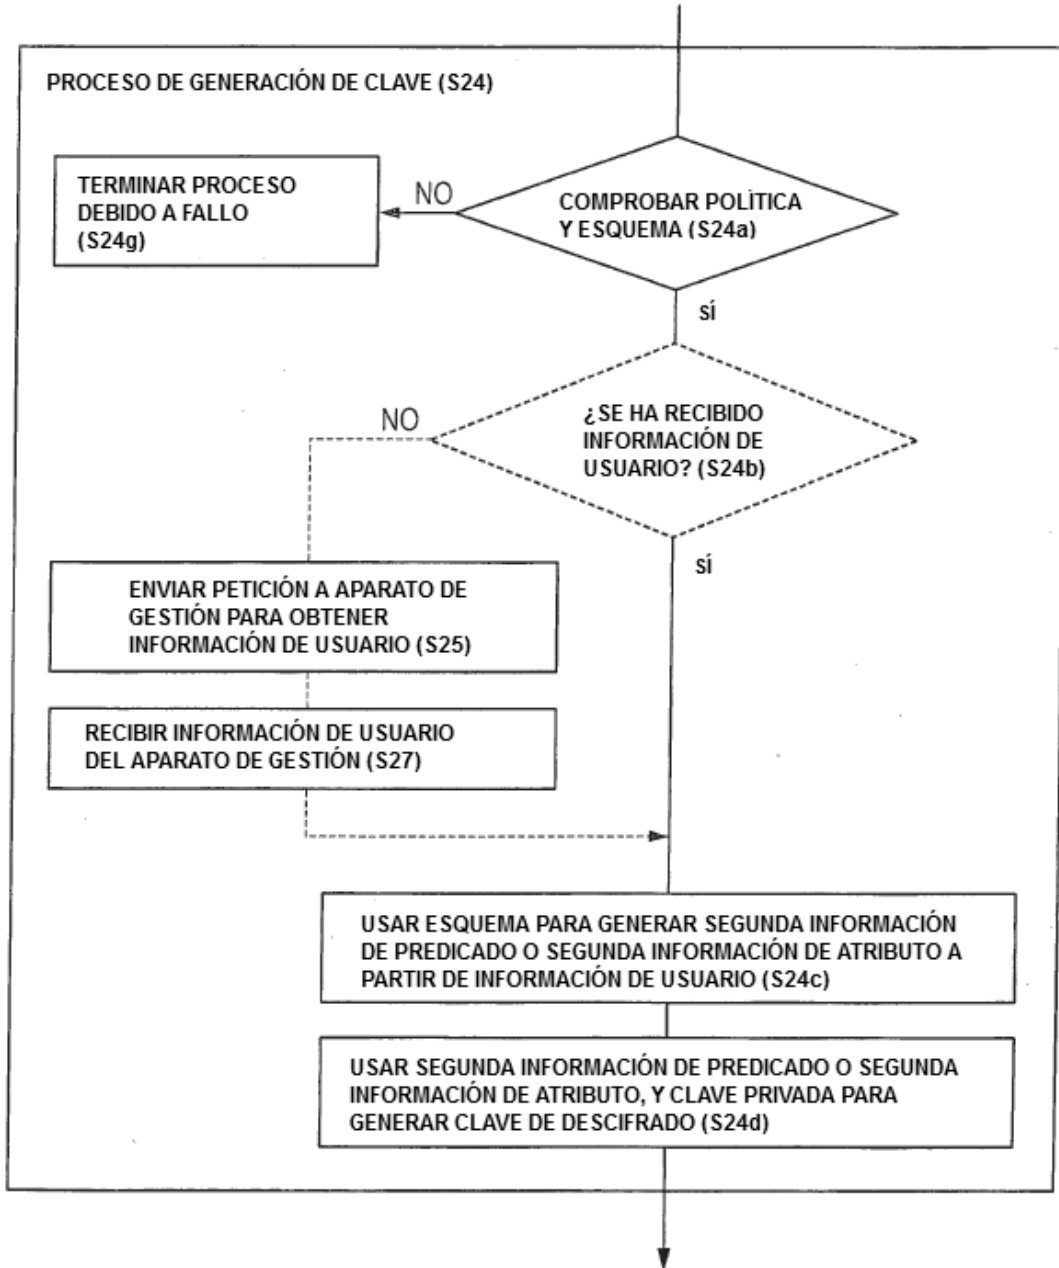 PROCESO DE GENERACIÓN DE CLAVE (S24)
TERMINAR PROCESO
DEBIDO A FALLO
(S24g)
NO
COMPROBAR POLÍTICA
Y ESQUEMA (S24a)
SÍ
NO
¿SE HA RECIBIDO
INFORMACIÓN DE
USUARIO? (S24b)
SÍ
ENVIAR PETICIÓN A APARATO DE
GESTIÓN PARA OBTENER
INFORMACIÓN DE USUARIO (S25)
RECIBIR INFORMACIÓN DE USUARIO
DEL APARATO DE GESTIÓN (S27)
USAR ESQUEMA PARA GENERAR SEGUNDA INFORMACIÓN
DE PREDICADO O SEGUNDA INFORMACIÓN DE ATRIBUTO A
PARTIR DE INFORMACIÓN DE USUARIO (S24c)
USAR SEGUNDA INFORMACIÓN DE PREDICADO O SEGUNDA
INFORMACIÓN DE ATRIBUTO, Y CLAVE PRIVADA PARA
GENERAR CLAVE DE DESCIFRADO (S24d)